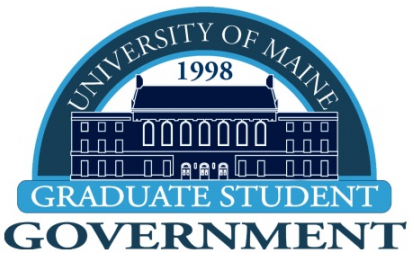 UNIVERSITY OF MAINE
1998
GRADUATE STUDENT
GOVERNMENT